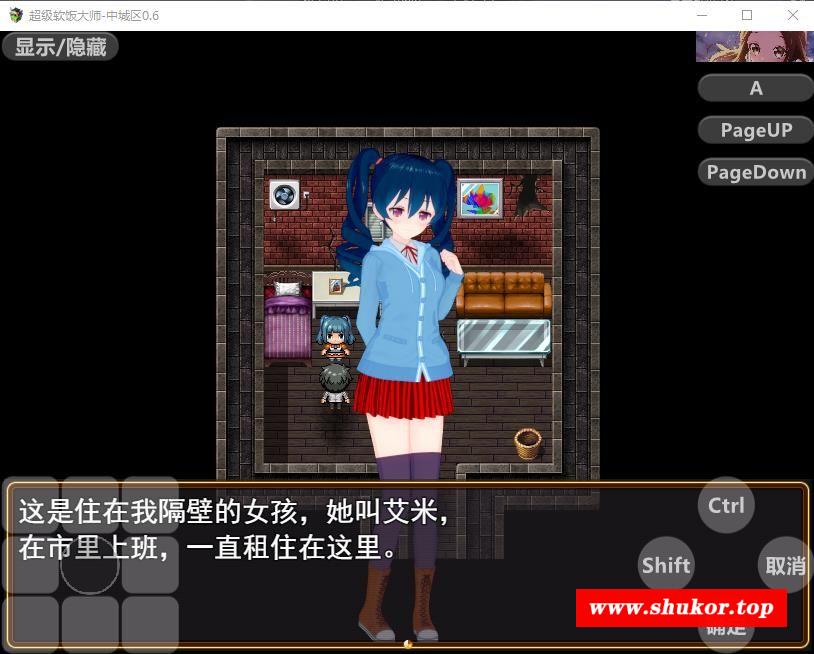 超级软饭大师-中城区0.6
显示/隐藏
A
PageUP
PageDown
这是住在我隔壁的女孩，她叫艾米，
在市里上班，一直租住在这里。
Ctrl
Shift
取消
www.shukor.top
确定